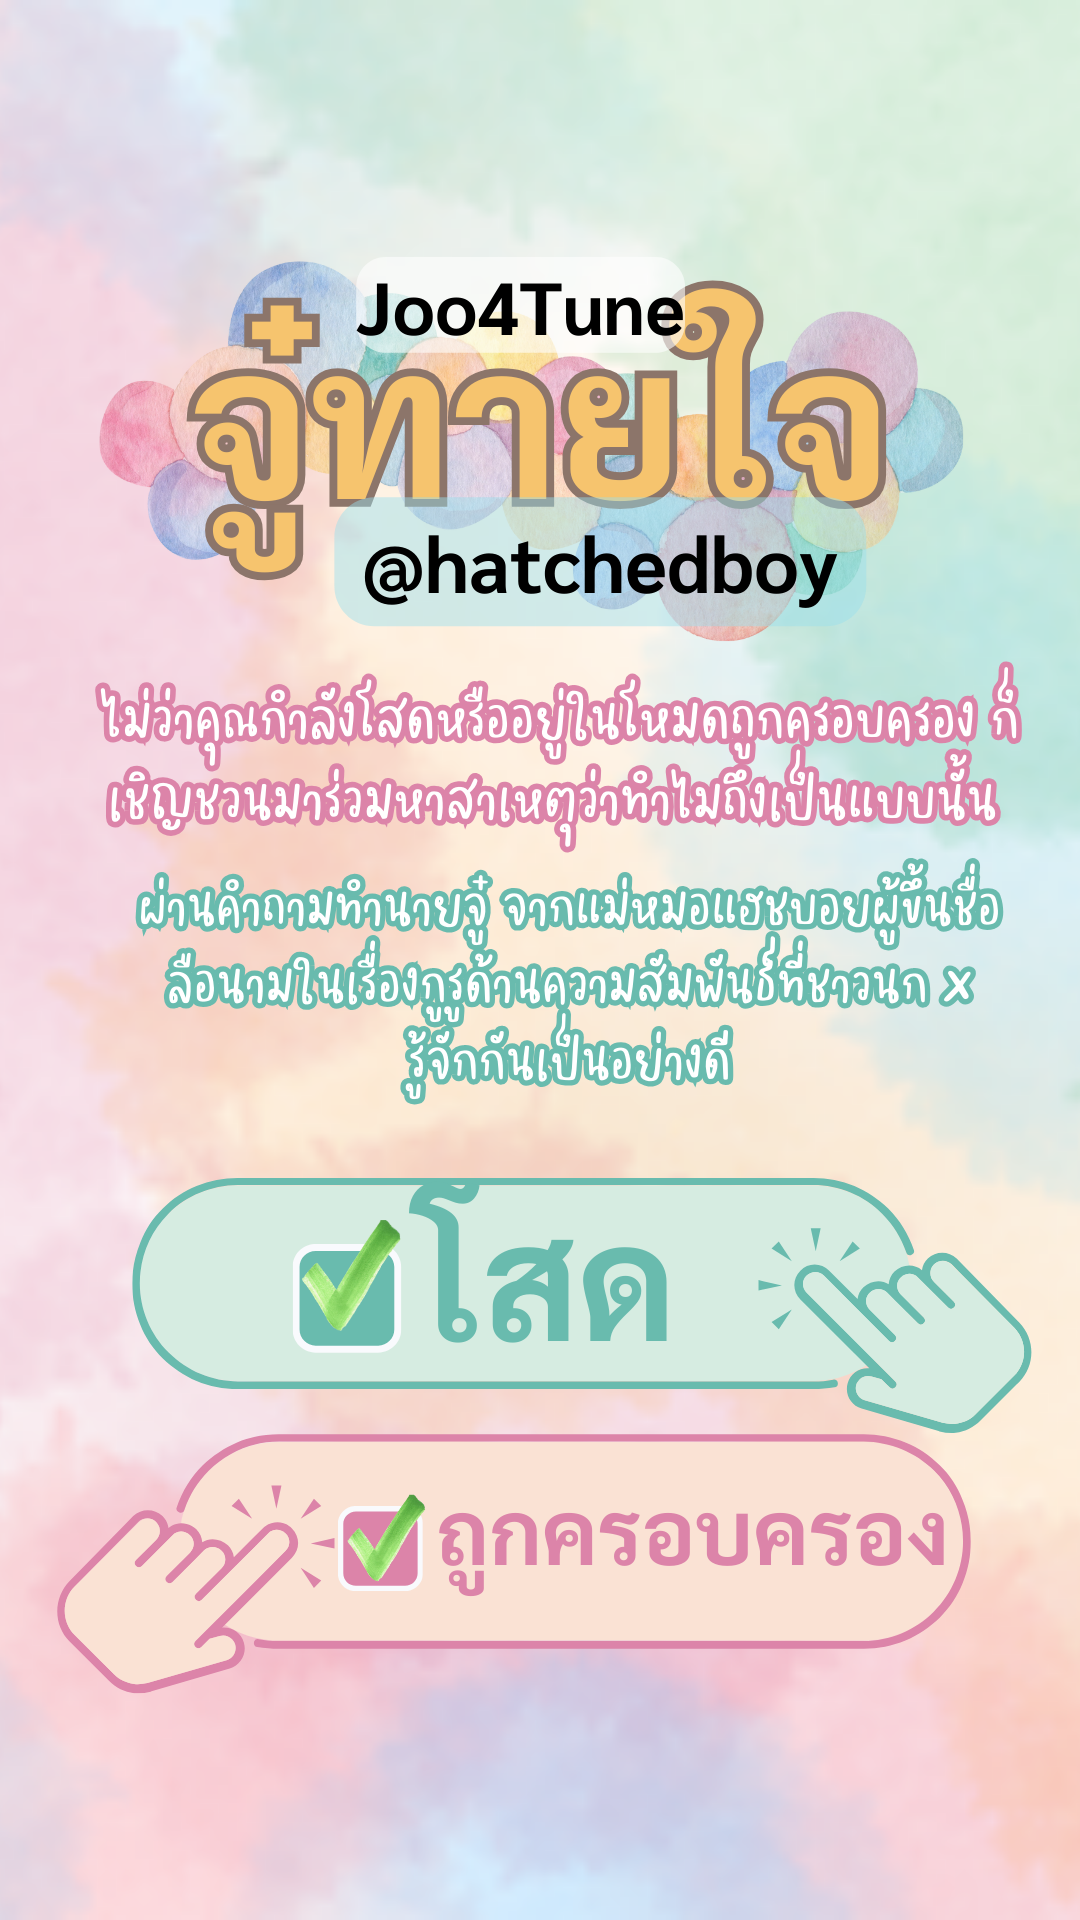 Joo4Tune
จู๋ทายใจ
@hatchedboy
ไม่ว่าคุณกำลังโสดหรืออยู่ในโหมดถูกครอบครอง ก็
เชิญชวนมาร่วมหาสาเหตุว่าทำไมถึงเป็นแบบนั้น
ผ่านคำถามทำนายจู๋ จากแม่หมอแฮชบอยผู้ขึ้นชื่อ
ลือนามในเรื่องกูรูด้านความสัมพันธ์ที่ชาวนก x
รู้จักกันเป็นอย่างดี
โสด
ถูกครอบครอง